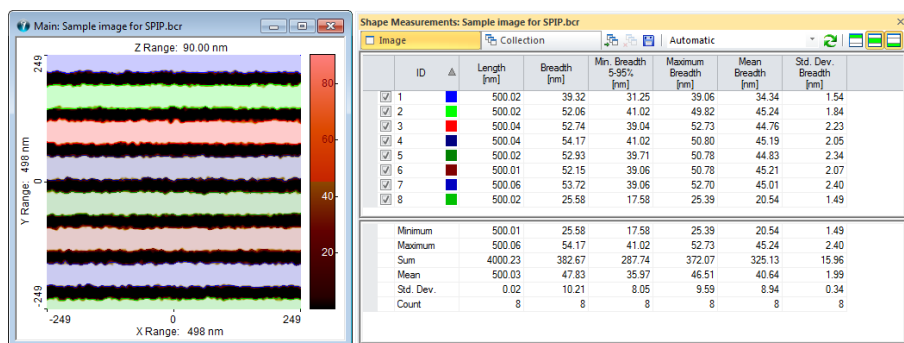 Main: Sample image for SPIP.bcr
Z Range: 90.00 nm
249
Y Range: 498 nm
0
-249
-249 0 249
X Range: 498 nm
80
60
40
20
Shape Measurements: Sample image for SPIP.bcr
Image Collection Automatic
ID Length [nm] Breadth [nm] Min. Breadth 5-95% [nm] Maximum Breadth [nm] Mean Breadth [nm] Std. Dev. Breadth [nm]
1 500.02 39.32 31.25 39.06 34.34 1.54
2 500.02 52.06 41.02 49.82 45.24 1.84
3 500.04 52.74 39.04 52.73 44.76 2.23
4 500.04 54.17 41.02 50.80 45.19 2.05
5 500.02 52.93 39.71 50.78 44.83 2.34
6 500.01 52.15 39.06 50.78 45.21 2.07
7 500.06 53.72 39.06 52.70 45.01 2.40
8 500.02 25.58 17.58 25.39 20.54 1.49
Minimum 500.01 25.58 17.58 25.39 20.54 1.49
Maximum 500.06 54.17 41.02 52.73 45.24 2.40
Sum 4000.23 382.67 287.74 372.07 325.13 15.96
Mean 500.03 47.83 35.97 46.51 40.64 1.99
Std. Dev. 0.02 10.21 8.05 9.59 8.94 0.34
Count 8 8 8 8 8 8